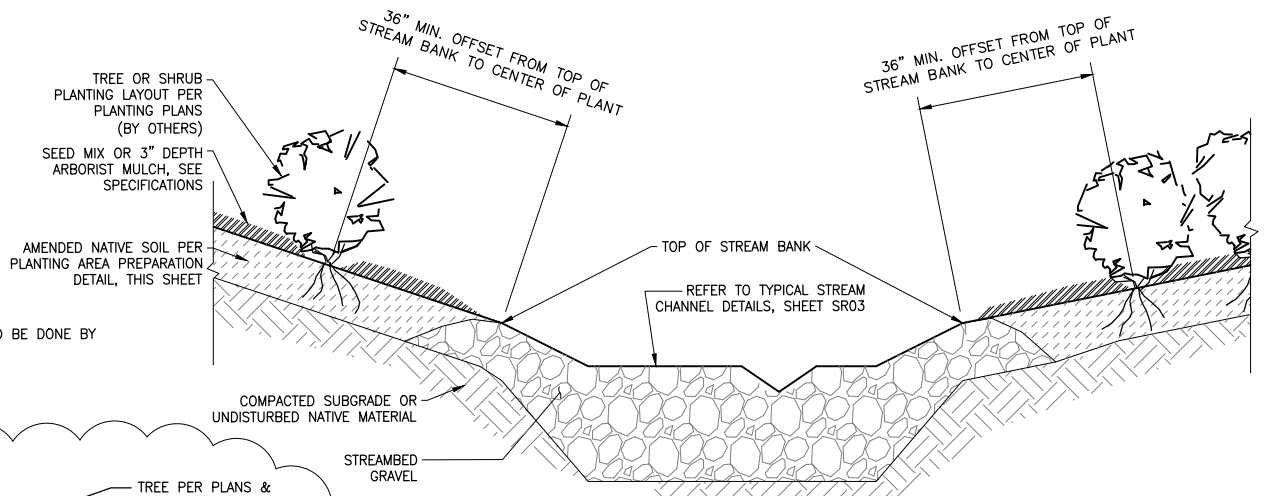 36" MIN. OFFSET FROM TOP OF
STREAM BANK TO CENTER OF PLANT
36" MIN. OFFSET FROM TOP OF
STREAM BANK TO CENTER OF PLANT
TREE OR SHRUB
PLANTING LAYOUT PER
PLANTING PLANS
(BY OTHERS)
SEED MIX OR 3" DEPTH
ARBORIST MULCH, SEE
SPECIFICATIONS
AMENDED NATIVE SOIL PER
PLANTING AREA PREPARATION
DETAIL, THIS SHEET
TOP OF STREAM BANK
REFER TO TYPICAL STREAM
CHANNEL DETAILS, SHEET SR03
BE DONE BY
COMPACTED SUBGRADE OR
UNDISTURBED NATIVE MATERIAL
STREAMBED
GRAVEL
TREE PER PLANS &